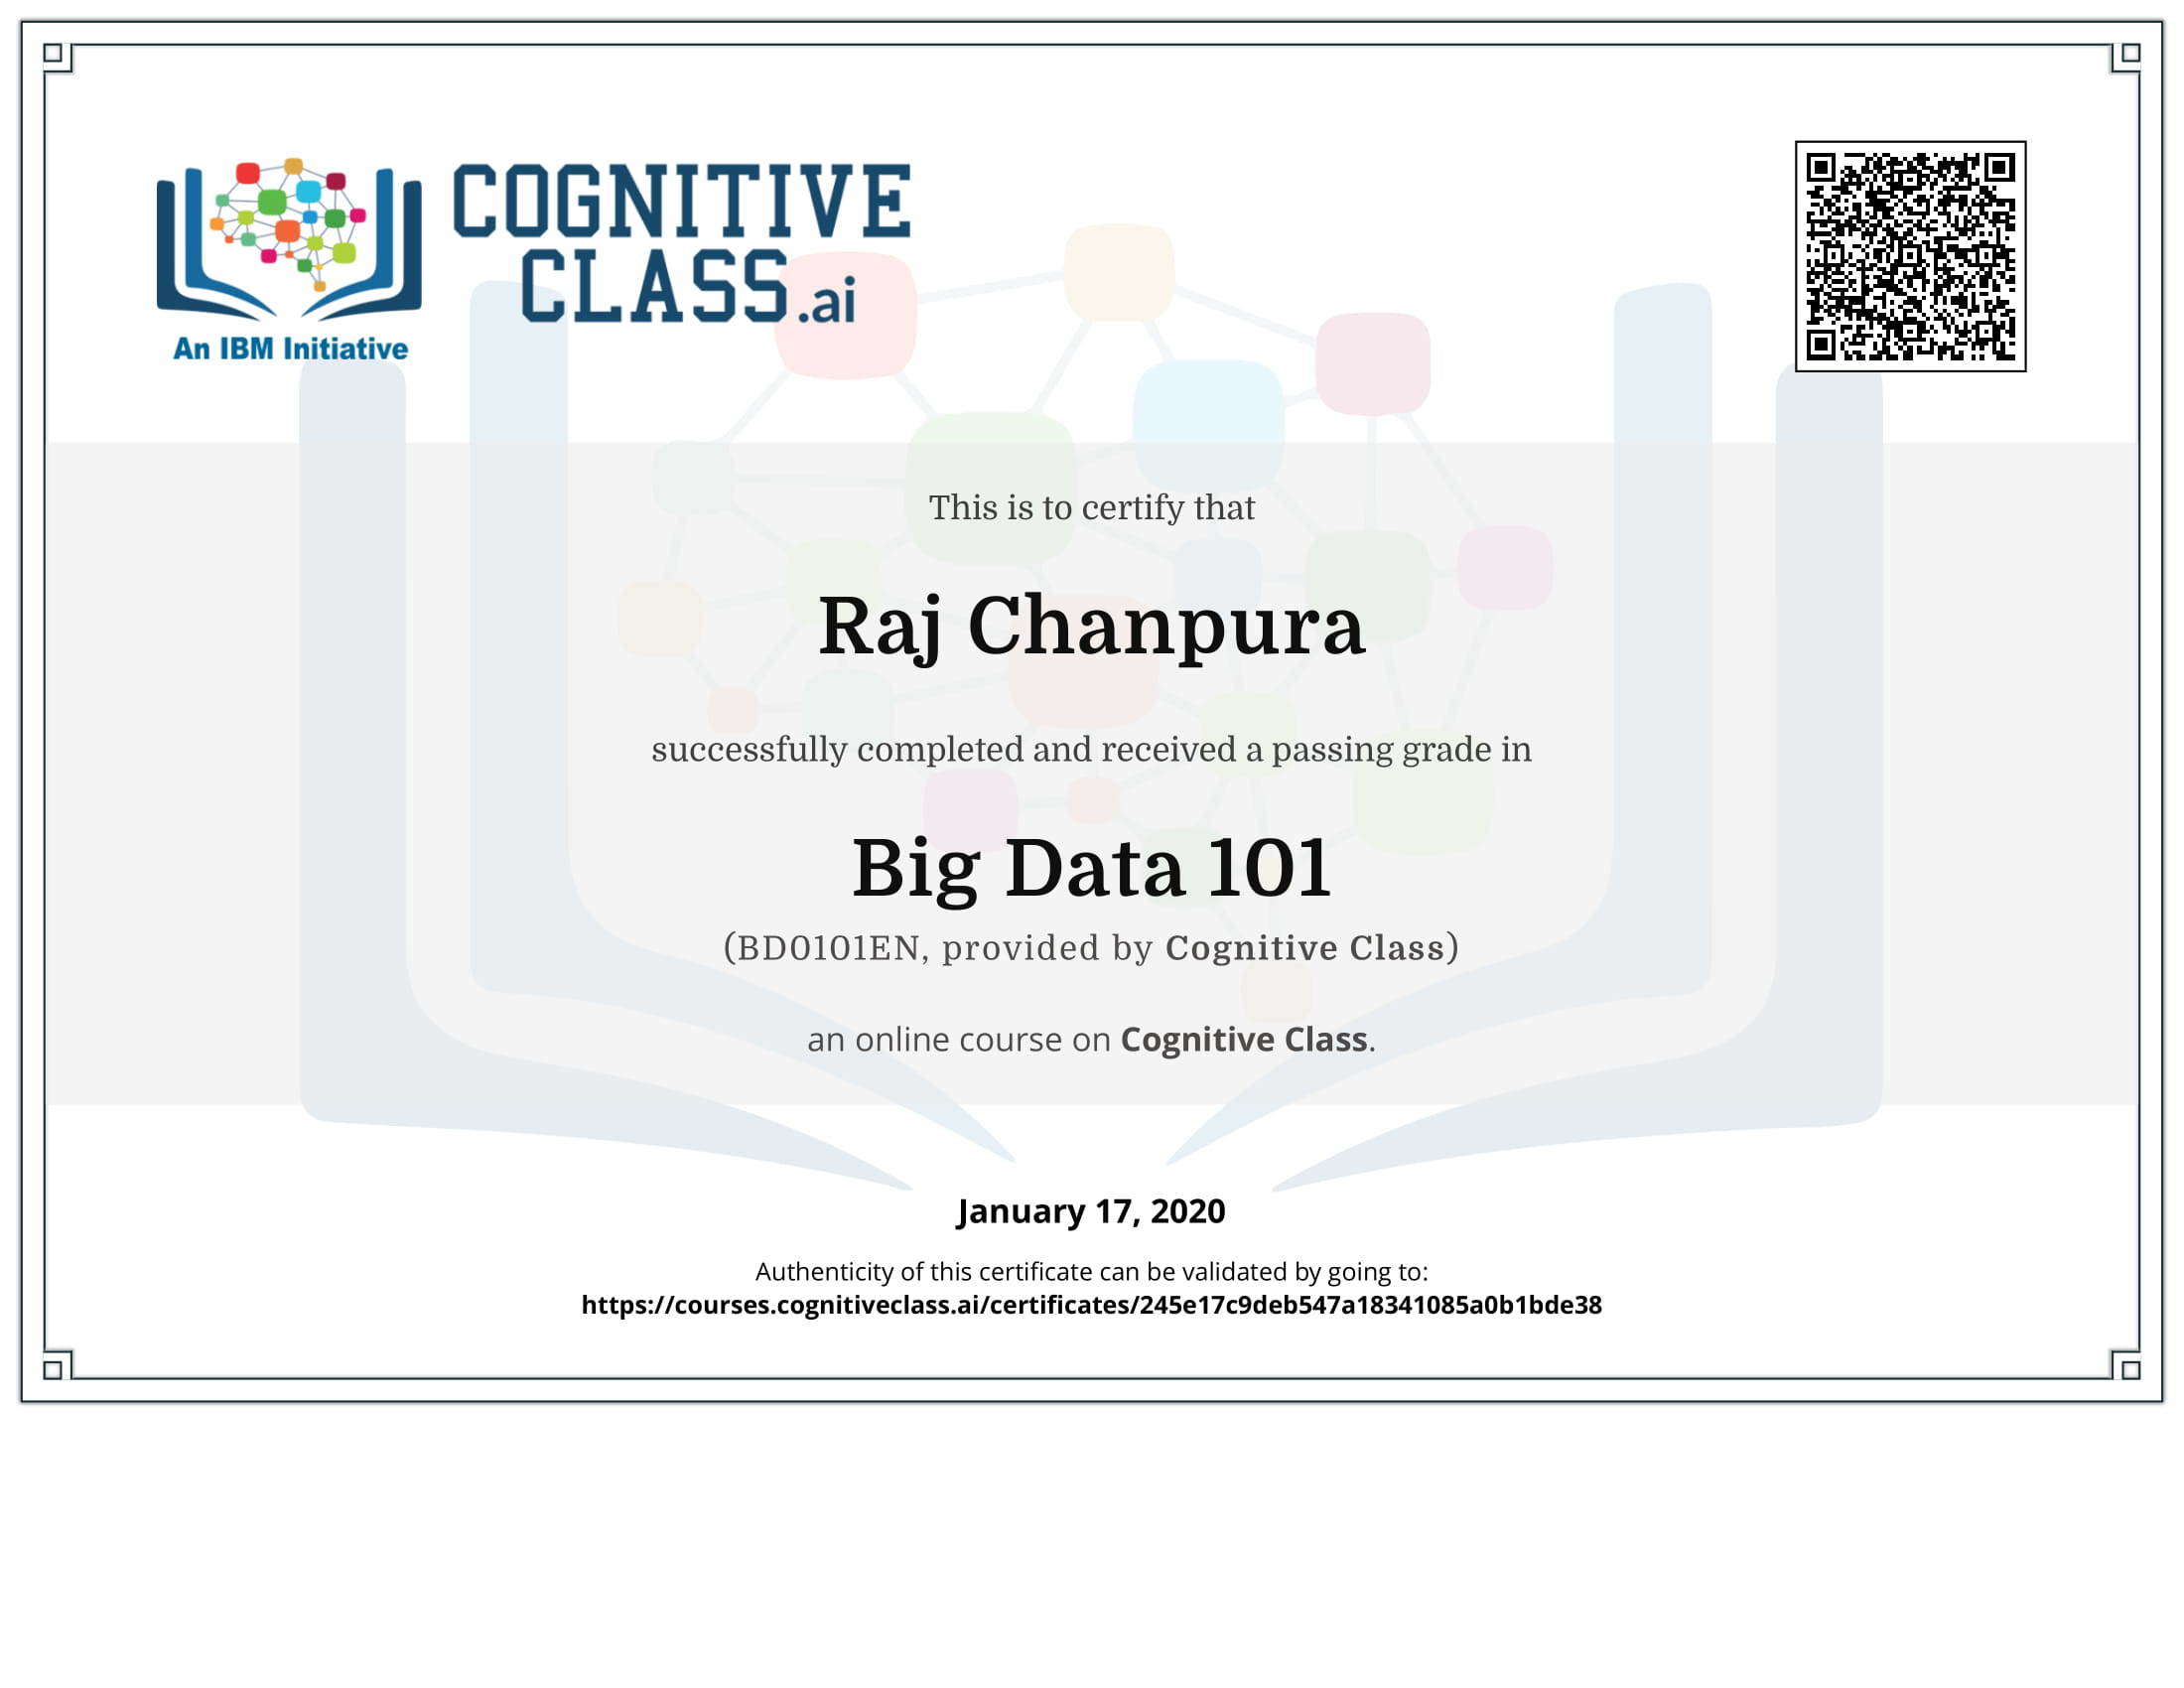 COGNITIVE
CLASS.ai
An IBM Initiative
This is to certify that
Raj Chanpura
successfully completed and received a passing grade in
Big Data 101
(BD0101EN, provided by Cognitive Class)
an online course on Cognitive Class.
January 17, 2020
Authenticity of this certificate can be validated by going to:
https://courses.cognitiveclass.ai/certificates/245e17c9deb547a18341085a0b1bde38